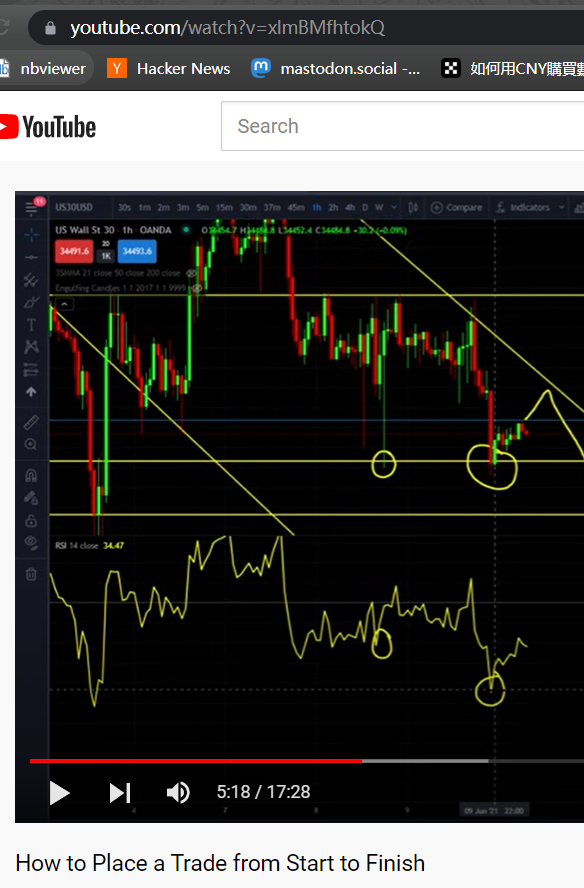 youtube.com/watch?v=xlmBMfhtokQ
nbviewer
Hacker News
mastodon.social -...
如何用CNY購買
YouTube
Search
11
US30USD 30s 1m 2m 3m 5m 15m 30m 37m 45m 1h 2h 4h D W Compare Indicators
US Wall St 30 · 1h · OANDA H34484.8 L34452.4 C34484.8 +30.2 (+0.09%)
34491.6 20 34493.6
1K
3SMMA 21 close 50 close 200 close
Engulfing Candles 1 1 2017 1 1 9999
RSI 14 close 34.47
5:18 / 17:28
7 8 9 09 Jun '21 22:00
How to Place a Trade from Start to Finish